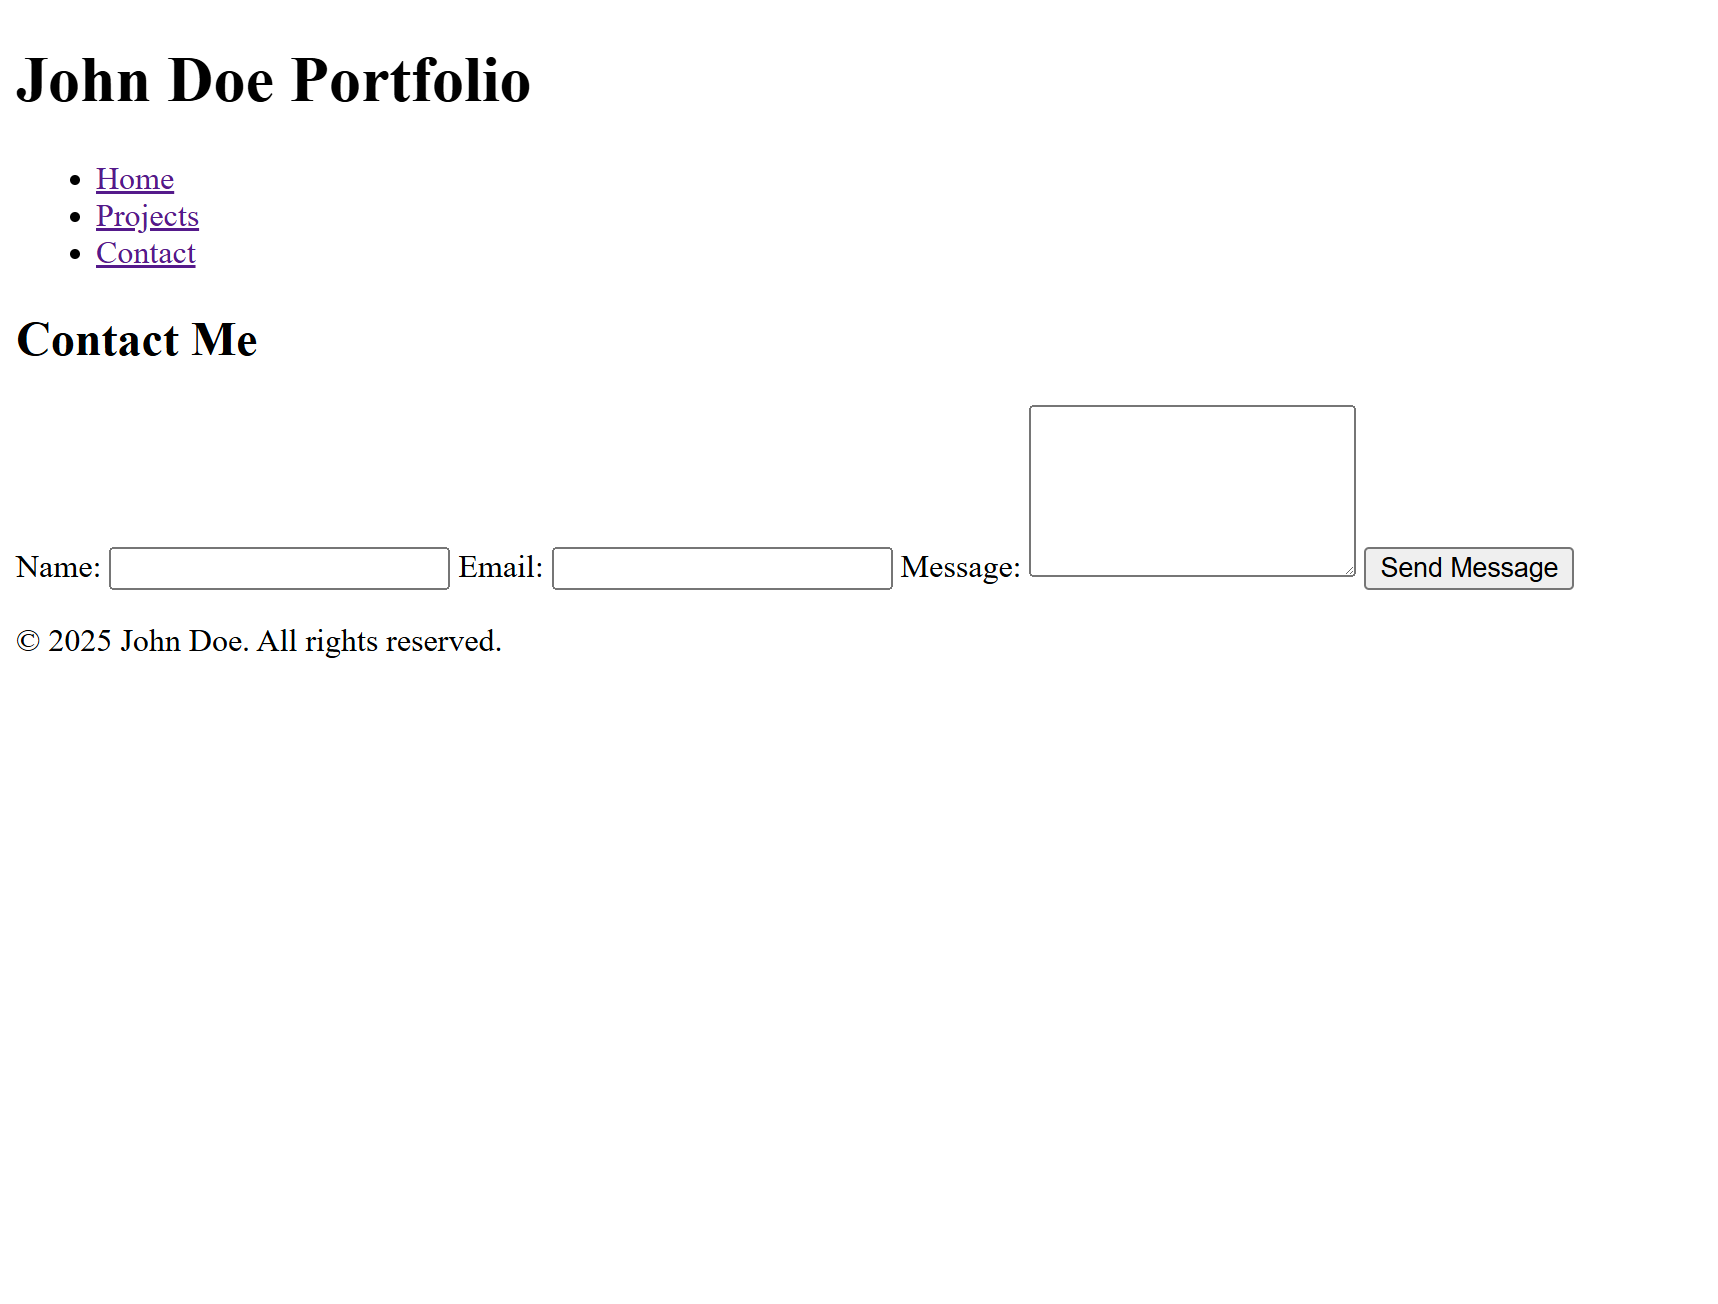 John Doe Portfolio
Home
Projects
Contact
Contact Me
Name: Email: Message: Send Message
© 2025 John Doe. All rights reserved.